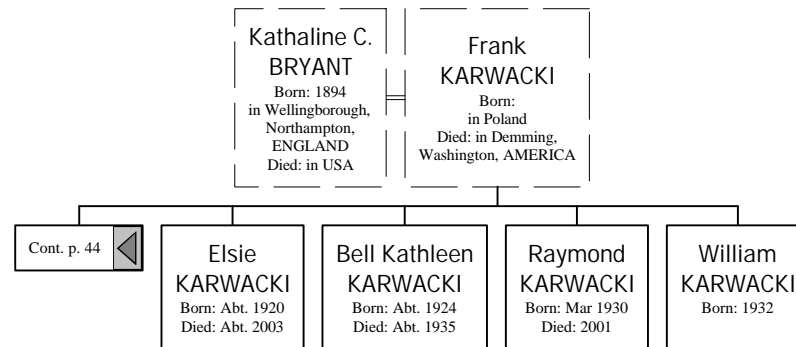 Kathaline C.
BRYANT
Born: 1894
in Wellingborough,
Northampton,
ENGLAND
Died: in USA
Frank
KARWACKI
Born:
in Poland
Died: in Demming,
Washington, AMERICA
Cont. p. 44
Elsie
KARWACKI
Born: Abt. 1920
Died: Abt. 2003
Bell Kathleen
KARWACKI
Born: Abt. 1924
Died: Abt. 1935
Raymond
KARWACKI
Born: Mar 1930
Died: 2001
William
KARWACKI
Born: 1932